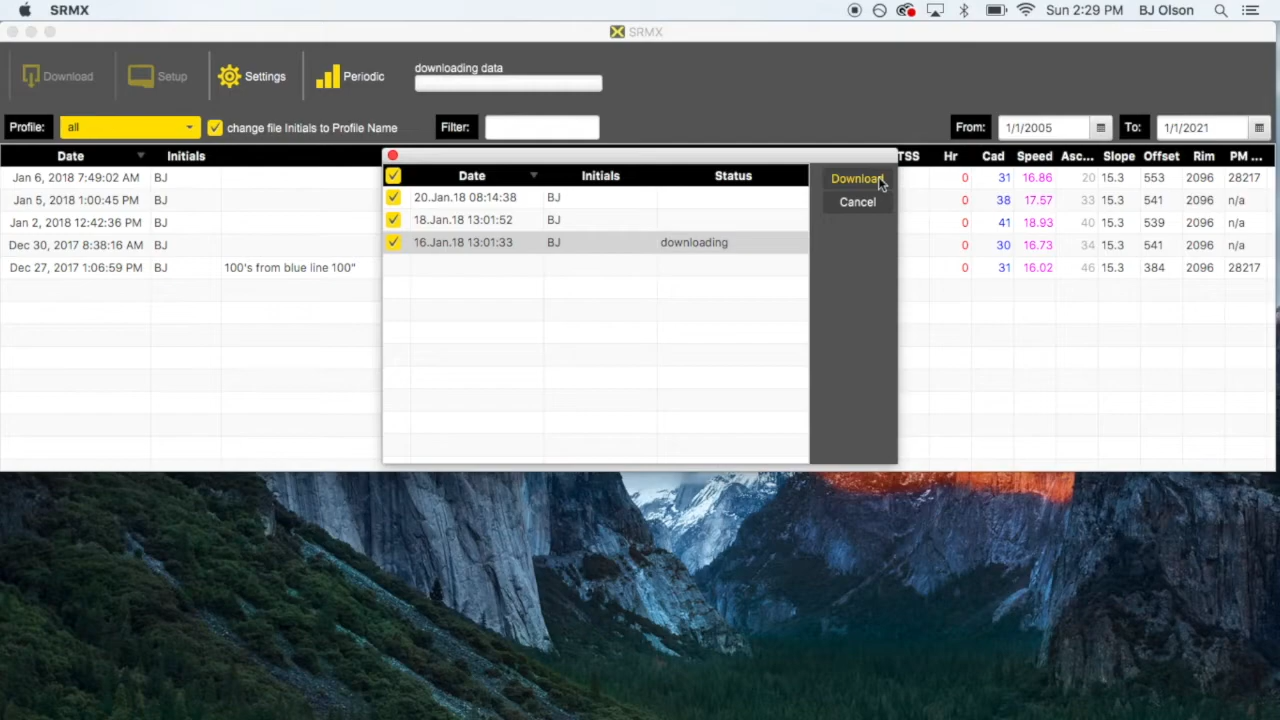 SRMX
Sun 2:29 PM BJ Olson
SRMX
Download Setup Settings Periodic downloading data
Profile: all change file Initials to Profile Name Filter: From: 1/1/2005 To: 1/1/2021
Date Initials TSS Hr Cad Speed Asc... Slope Offset Rim PM ...
Jan 6, 2018 7:49:02 AM BJ 0 31 16.86 20 15.3 553 2096 28217
Jan 5, 2018 1:00:45 PM BJ 0 38 17.57 33 15.3 541 2096 n/a
Jan 2, 2018 12:42:36 PM BJ 0 41 18.93 40 15.3 539 2096 n/a
Dec 30, 2017 8:38:16 AM BJ 0 30 16.73 34 15.3 541 2096 n/a
Dec 27, 2017 1:06:59 PM BJ 100's from blue line 100" 0 31 16.02 46 15.3 384 2096 28217
Date Initials Status
20.Jan.18 08:14:38 BJ
18.Jan.18 13:01:52 BJ
16.Jan.18 13:01:33 BJ downloading
Download
Cancel